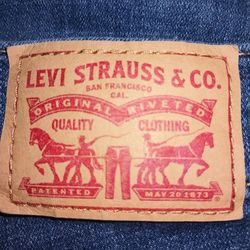 LEVI STRAUSS & CO.
SAN FRANCISCO
CAL.
ORIGINAL RIVETED
QUALITY CLOTHING
PATENTED MAY 20 1873